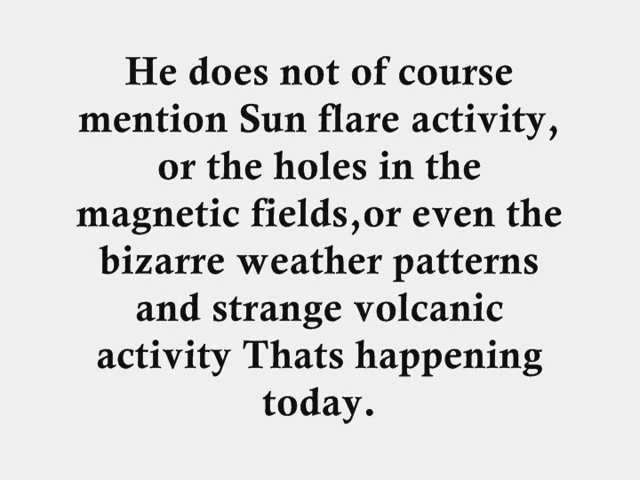 He does not of course
mention Sun flare activity,
or the holes in the
magnetic fields,or even the
bizarre weather patterns
and strange volcanic
activity Thats happening
today.